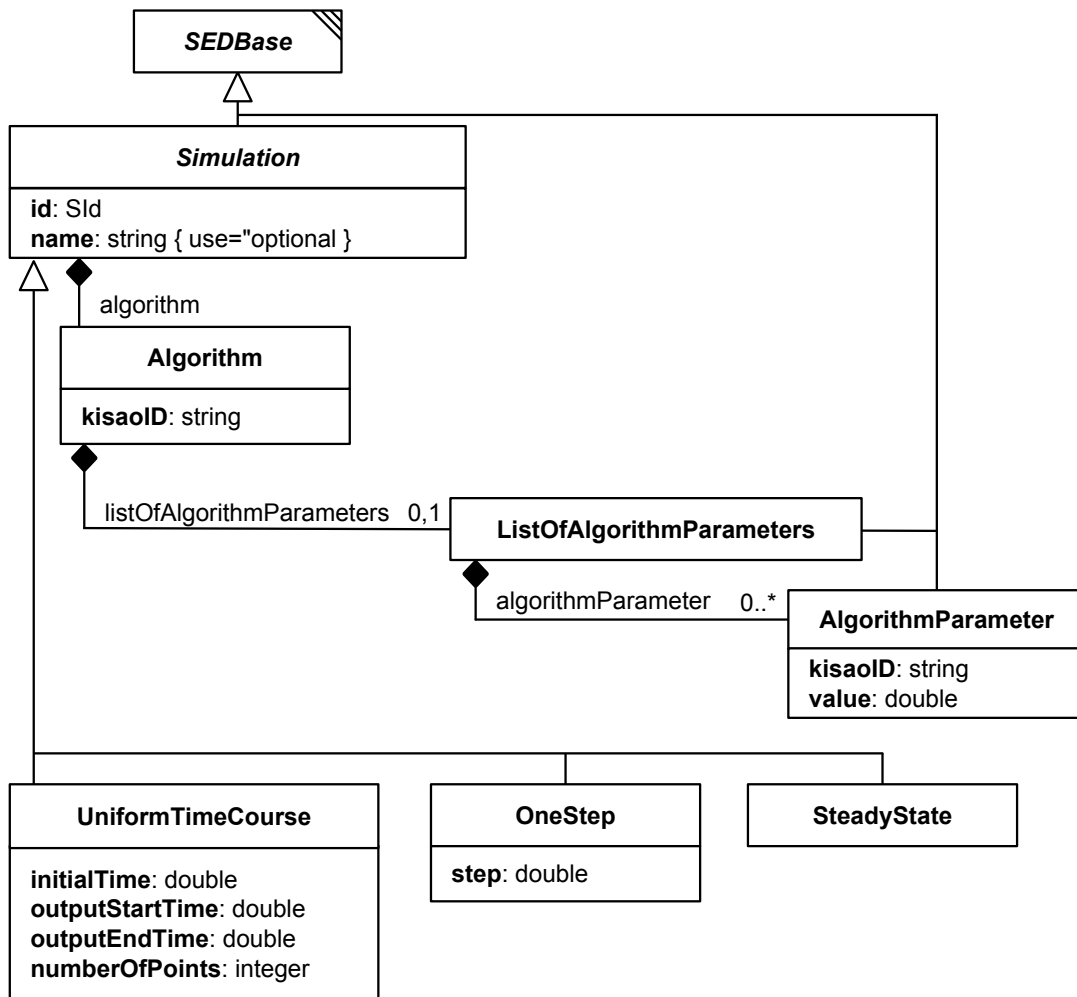 SEDBase
Simulation
id: SId
name: string { use="optional }
algorithm
Algorithm
kisaoID: string
listOfAlgorithmParameters 0,1
ListOfAlgorithmParameters
algorithmParameter 0..*
AlgorithmParameter
kisaoID: string
value: double
UniformTimeCourse
initialTime: double
outputStartTime: double
outputEndTime: double
numberOfPoints: integer
OneStep
step: double
SteadyState